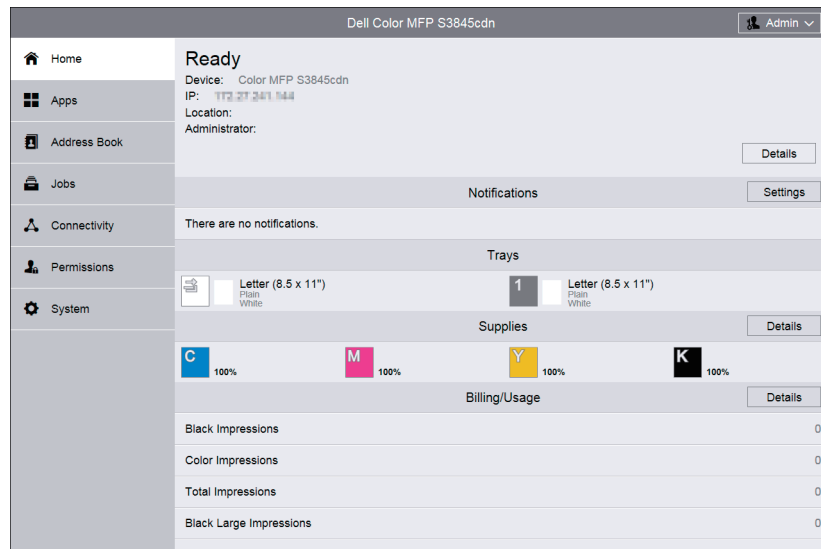 Dell Color MFP S3845cdn
Admin
Home
Apps
Address Book
Jobs
Connectivity
Permissions
System
Ready
Device: Color MFP S3845cdn
IP:
Location:
Administrator:
Details
Notifications
Settings
There are no notifications.
Trays
Letter (8.5 x 11")
Plain
White
1
Letter (8.5 x 11")
Plain
White
Supplies
Details
C 100%
M 100%
Y 100%
K 100%
Billing/Usage
Details
Black Impressions 0
Color Impressions 0
Total Impressions 0
Black Large Impressions 0